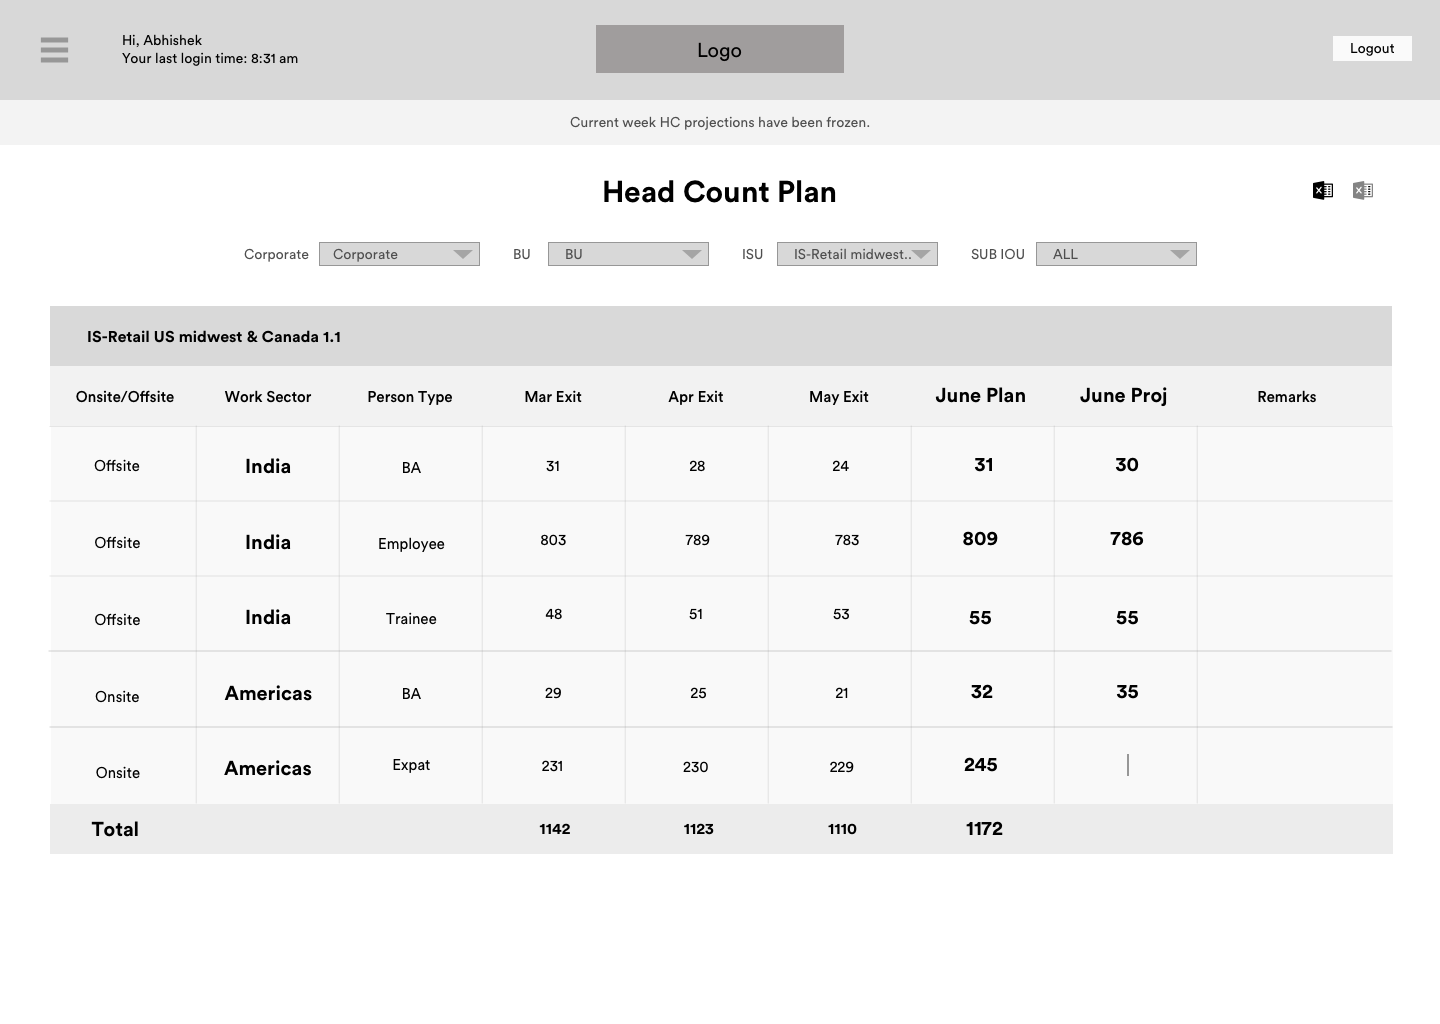 Hi, Abhishek
Your last login time: 8:31 am
Logo
Logout
Current week HC projections have been frozen.
Head Count Plan
Corporate Corporate BU BU ISU IS-Retail midwest.. SUB IOU ALL
IS-Retail US midwest & Canada 1.1
Onsite/Offsite Work Sector Person Type Mar Exit Apr Exit May Exit June Plan June Proj Remarks
Offsite India BA 31 28 24 31 30
Offsite India Employee 803 789 783 809 786
Offsite India Trainee 48 51 53 55 55
Onsite Americas BA 29 25 21 32 35
Onsite Americas Expat 231 230 229 245
Total 1142 1123 1110 1172